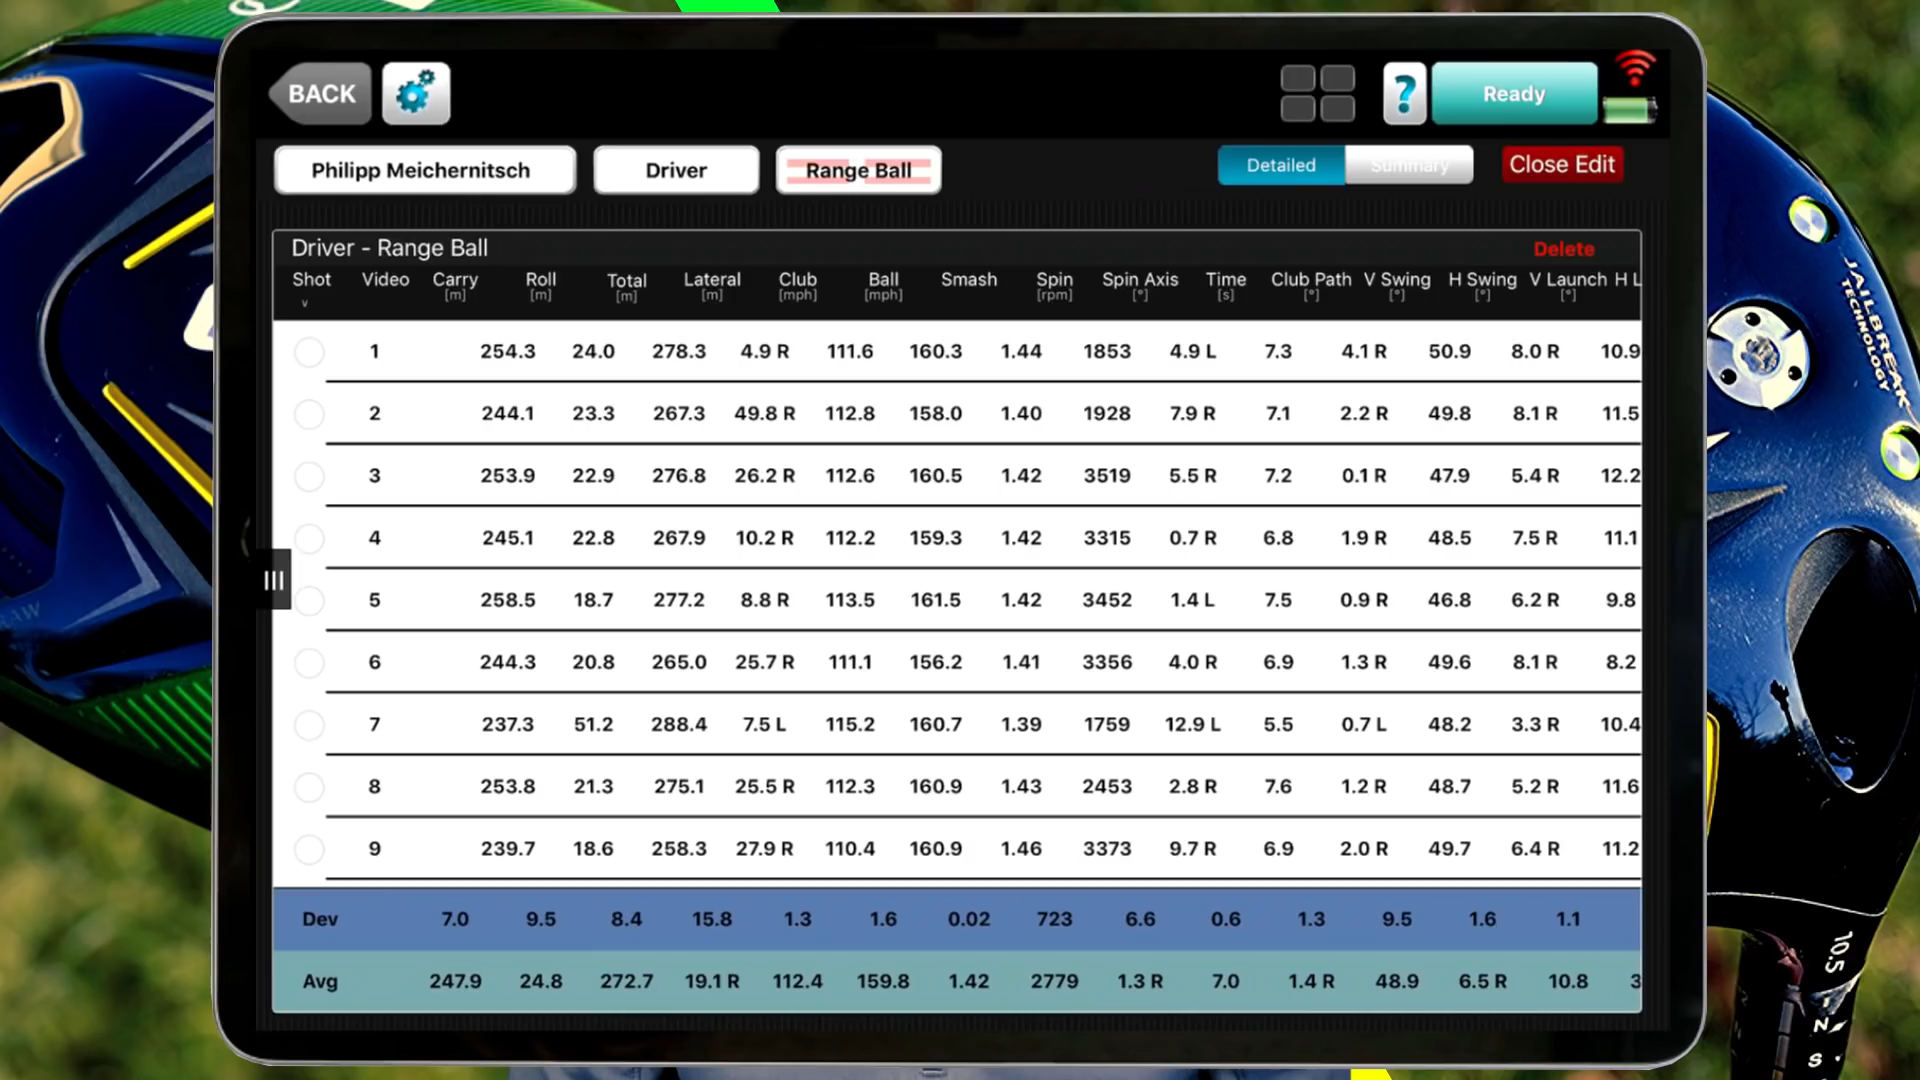 BACK
?
Ready
Philipp Meichernitsch Driver Range Ball Detailed Summary Close Edit
Driver - Range Ball Delete
Shot Video Carry Roll Total Lateral Club Ball Smash Spin Spin Axis Time Club Path V Swing H Swing V Launch H L
v [m] [m] [m] [m] [mph] [mph] [rpm] [°] [s] [°] [°] [°] [°]
1 254.3 24.0 278.3 4.9 R 111.6 160.3 1.44 1853 4.9 L 7.3 4.1 R 50.9 8.0 R 10.9
2 244.1 23.3 267.3 49.8 R 112.8 158.0 1.40 1928 7.9 R 7.1 2.2 R 49.8 8.1 R 11.5
3 253.9 22.9 276.8 26.2 R 112.6 160.5 1.42 3519 5.5 R 7.2 0.1 R 47.9 5.4 R 12.2
4 245.1 22.8 267.9 10.2 R 112.2 159.3 1.42 3315 0.7 R 6.8 1.9 R 48.5 7.5 R 11.1
5 258.5 18.7 277.2 8.8 R 113.5 161.5 1.42 3452 1.4 L 7.5 0.9 R 46.8 6.2 R 9.8
6 244.3 20.8 265.0 25.7 R 111.1 156.2 1.41 3356 4.0 R 6.9 1.3 R 49.6 8.1 R 8.2
7 237.3 51.2 288.4 7.5 L 115.2 160.7 1.39 1759 12.9 L 5.5 0.7 L 48.2 3.3 R 10.4
8 253.8 21.3 275.1 25.5 R 112.3 160.9 1.43 2453 2.8 R 7.6 1.2 R 48.7 5.2 R 11.6
9 239.7 18.6 258.3 27.9 R 110.4 160.9 1.46 3373 9.7 R 6.9 2.0 R 49.7 6.4 R 11.2
Dev 7.0 9.5 8.4 15.8 1.3 1.6 0.02 723 6.6 0.6 1.3 9.5 1.6 1.1
Avg 247.9 24.8 272.7 19.1 R 112.4 159.8 1.42 2779 1.3 R 7.0 1.4 R 48.9 6.5 R 10.8 3
JAILBREAK
TECHNOLOGY
10.5
N
S